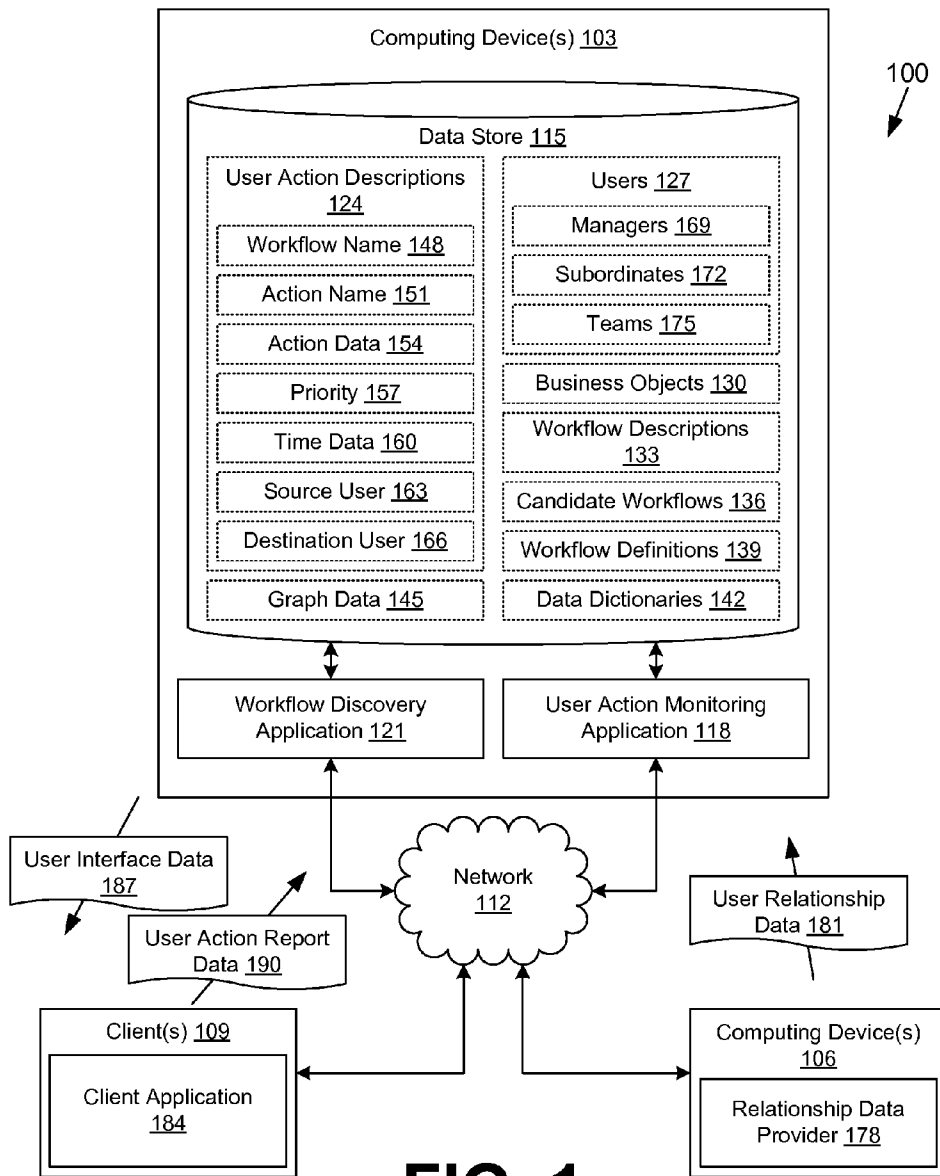 Computing Device(s) 103
100
Data Store 115
User Action Descriptions
124
Workflow Name 148
Action Name 151
Action Data 154
Priority 157
Time Data 160
Source User 163
Destination User 166
Graph Data 145
Users 127
Managers 169
Subordinates 172
Teams 175
Business Objects 130
Workflow Descriptions
133
Candidate Workflows 136
Workflow Definitions 139
Data Dictionaries 142
Workflow Discovery
Application 121
User Action Monitoring
Application 118
User Interface Data
187
User Action Report
Data 190
Network
112
User Relationship
Data 181
Client(s) 109
Client Application
184
Computing Device(s)
106
Relationship Data
Provider 178
FIG. 1